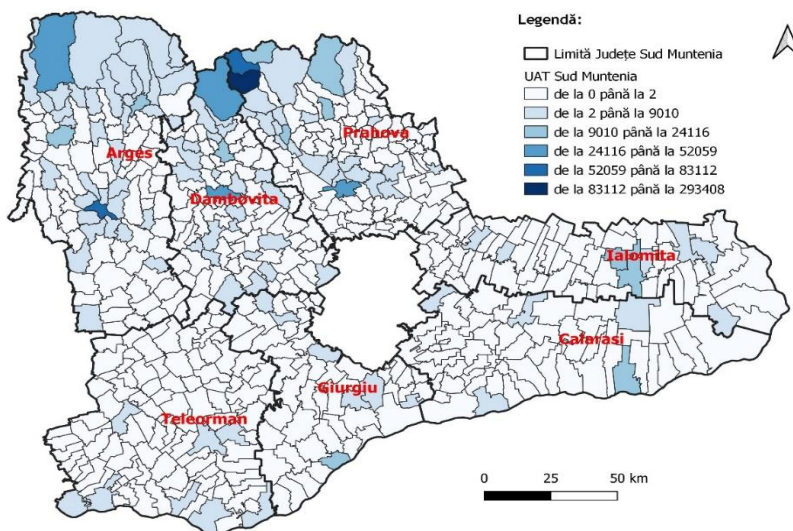 Legendă:
Limită Județe Sud Muntenia
UAT Sud Muntenia
de la 0 până la 2
de la 2 până la 9010
de la 9010 până la 24116
de la 24116 până la 52059
de la 52059 până la 83112
de la 83112 până la 293408
Prahova
Arges
Dambovita
Ialomita
Calarasi
Giurgiu
Teleorman
0 25 50 km